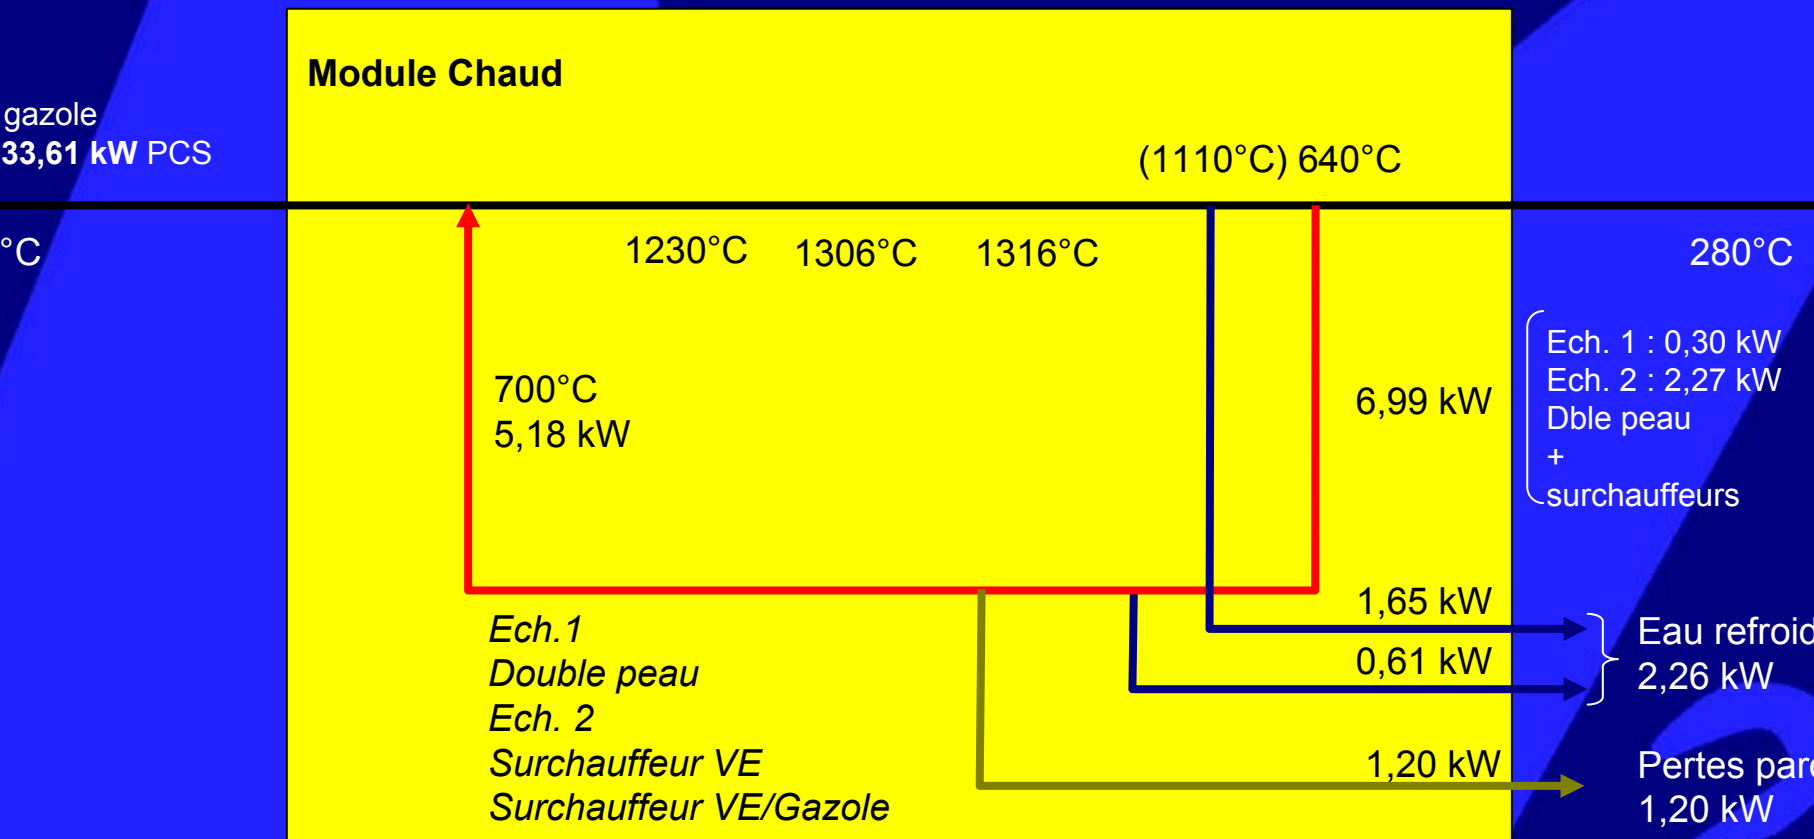 Module Chaud
gazole
33,61 kW PCS
(1110°C) 640°C
°C
1230°C 1306°C 1316°C
280°C
700°C
5,18 kW
6,99 kW
Ech. 1 : 0,30 kW
Ech. 2 : 2,27 kW
Dble peau
+
surchauffeurs
1,65 kW
0,61 kW
Eau refroid
2,26 kW
Ech.1
Double peau
Ech. 2
Surchauffeur VE
Surchauffeur VE/Gazole
1,20 kW
Pertes paro
1,20 kW